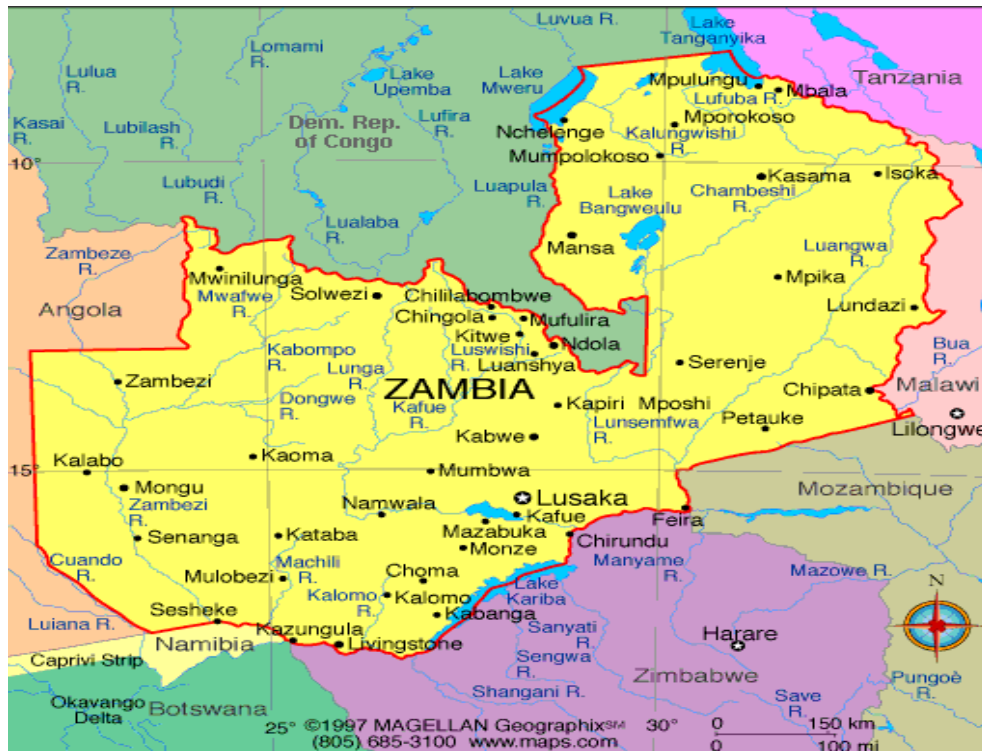 Luvua R.
Lake
Tanganyika
Lomami
R.
Lulua
R.
Lake
Upemba
Lake
Mweru
Mpulungu
Mbala
Tanzania
Lufuba R.
Kasai
R.
Lubilash
R.
Dem. Rep.
of Congo
Lufira
R.
Nchelenge
Mporokoso
Kalungwishi
R.
Mumpolokoso
10°
Lubudi
R.
Luapula
R.
Kasama
Isoka
Lake
Bangweulu
Chambeshi
R.
Lualaba
R.
Mansa
Luangwa
R.
Zambeze
R.
Mwinilunga
Mwafwe
R.
Solwezi
Mpika
Angola
Chililabombwe
Chingola
Mufulira
Lundazi
Kitwe
Ndola
Bua
R.
Kabompo
R.
Lunga
R.
Luswishi
R.
Luanshya
Serenje
Zambezi
ZAMBIA
Chipata
Malawi
Dongwe
R.
Kafue
R.
Kapiri Mposhi
Lunsemfwa
R.
Petauke
Lilongwe
Kabwe
15°
Kalabo
Kaoma
Mumbwa
Mongu
Zambezi
R.
Namwala
Lusaka
Kafue
Mozambique
Feira
Senanga
Kataba
Mazabuka
Monze
Chirundu
Cuando
R.
Machili
R.
Manyame
R.
Mazowe R.
Mulobezi
Choma
Kalomo
R.
Kalomo
Lake
Kariba
N
Sesheke
Kabanga
Luiana R.
Kazungula
Livingstone
Sanyati
R.
Harare
Namibia
Caprivi Strip
Sengwa
R.
Zimbabwe
Pungoè
R.
Shangani R.
Save
R.
Okavango
Delta
Botswana
25°
©1997 MAGELLAN Geographix℠
(805) 685-3100 www.maps.com
30°
0 150 km
0 100 mi